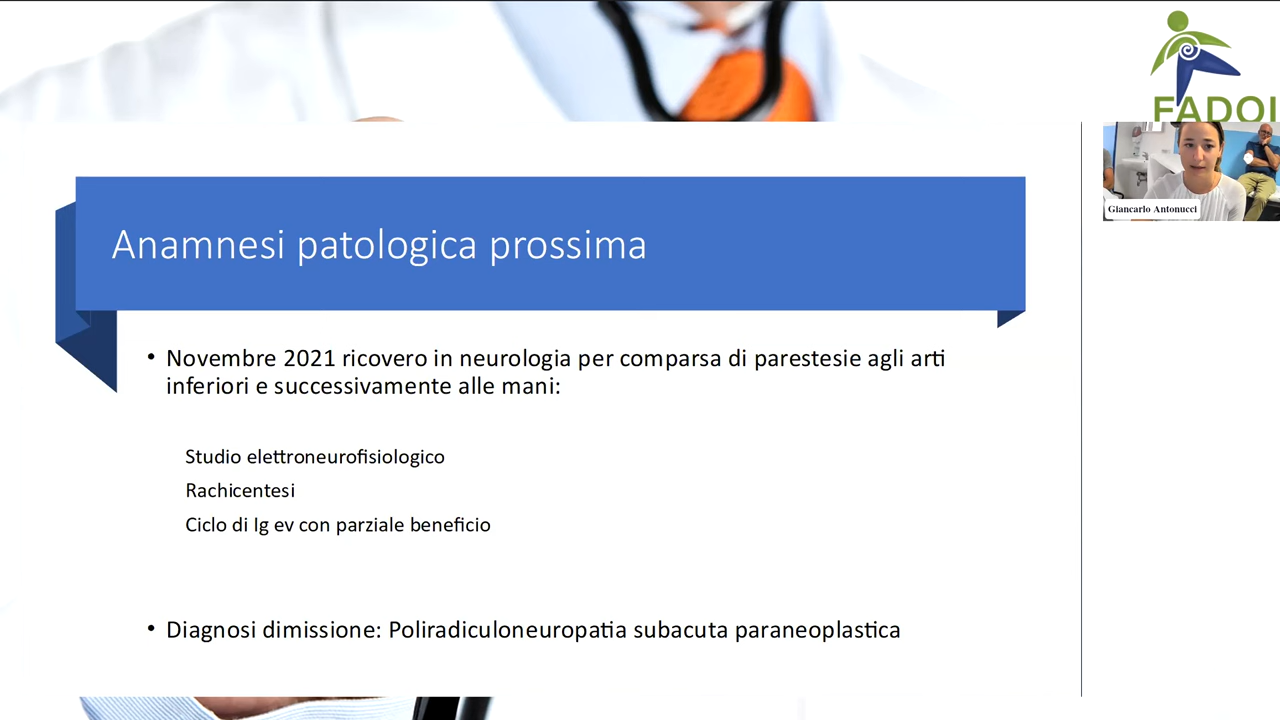 FADOI
Giancarlo Antonucci
Anamnesi patologica prossima
• Novembre 2021 ricovero in neurologia per comparsa di parestesie agli arti
inferiori e successivamente alle mani:
Studio elettroneurofisiologico
Rachicentesi
Ciclo di Ig ev con parziale beneficio
• Diagnosi dimissione: Poliradiculoneuropatia subacuta paraneoplastica